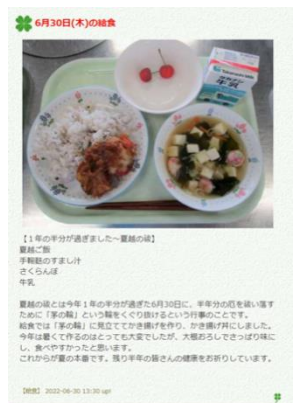 6月30日(木)の給食
牛乳
【1年の半分が過ぎました～夏越の祓】
夏越ご飯
手鞠麩のすまし汁
さくらんぼ
牛乳
夏越の祓とは今年1年の半分が過ぎた6月30日に、半年分の厄を祓い落す
ために「茅の輪」という輪をくぐり抜けるという行事のことです。
給食では「茅の輪」に見立ててかき揚げを作り、かき揚げ丼にしました。
今年は暑くて作るのはとっても大変でしたが、大根おろしでさっぱり味に
し、食べやすかったと思います。
これからが夏の本番です。残り半年の皆さんの健康をお祈りしています。
【給食】 2022-06-30 13:30 up!